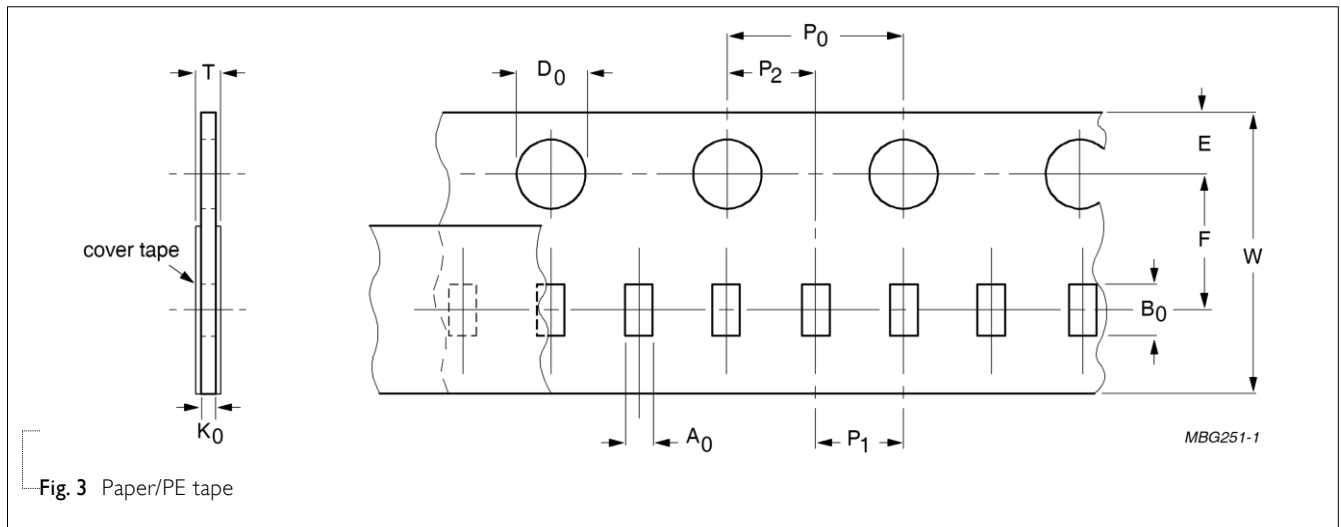 P0
T
D0
P2
E
F
W
cover tape
B0
K0
A0
P1
MBG251-1
Fig. 3 Paper/PE tape